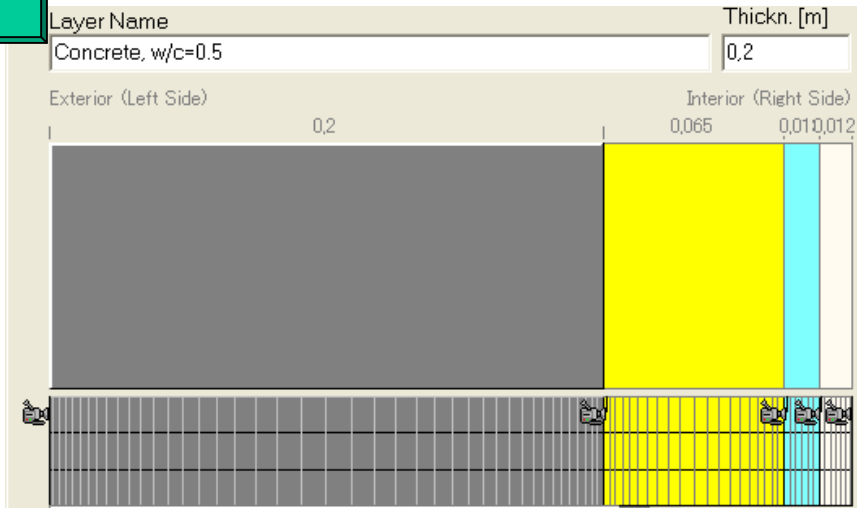 Layer Name Thickn. [m]
Concrete, w/c=0.5 0,2
Exterior (Left Side) Interior (Right Side)
0,2 0,065 0,012